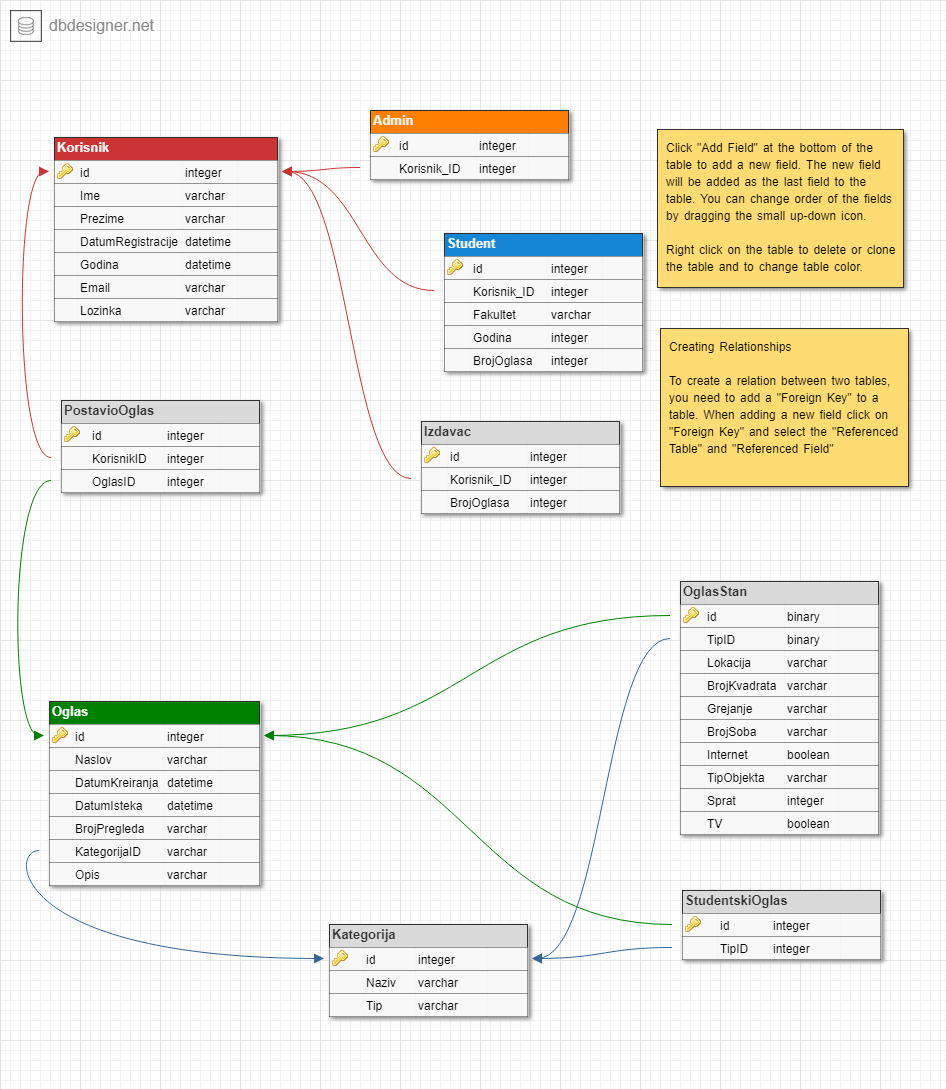 dbdesigner.net
Korisnik
id integer
Ime varchar
Prezime varchar
DatumRegistracije datetime
Godina datetime
Email varchar
Lozinka varchar
Admin
id integer
Korisnik_ID integer
Student
id integer
Korisnik_ID integer
Fakultet varchar
Godina integer
BrojOglasa integer
Click "Add Field" at the bottom of the
table to add a new field. The new field
will be added as the last field to the
table. You can change order of the fields
by dragging the small up-down icon.
Right click on the table to delete or clone
the table and to change table color.
Creating Relationships
To create a relation between two tables,
you need to add a "Foreign Key" to a
table. When adding a new field click on
"Foreign Key" and select the "Referenced
Table" and "Referenced Field"
PostavioOglas
id integer
KorisnikID integer
OglasID integer
Izdavac
id integer
Korisnik_ID integer
BrojOglasa integer
OglasStan
id binary
TipID binary
Lokacija varchar
BrojKvadrata varchar
Grejanje varchar
BrojSoba varchar
Internet boolean
TipObjekta varchar
Sprat integer
TV boolean
Oglas
id integer
Naslov varchar
DatumKreiranja datetime
DatumIsteka datetime
BrojPregleda varchar
KategorijaID varchar
Opis varchar
StudentskiOglas
id integer
TipID integer
Kategorija
id integer
Naziv varchar
Tip varchar